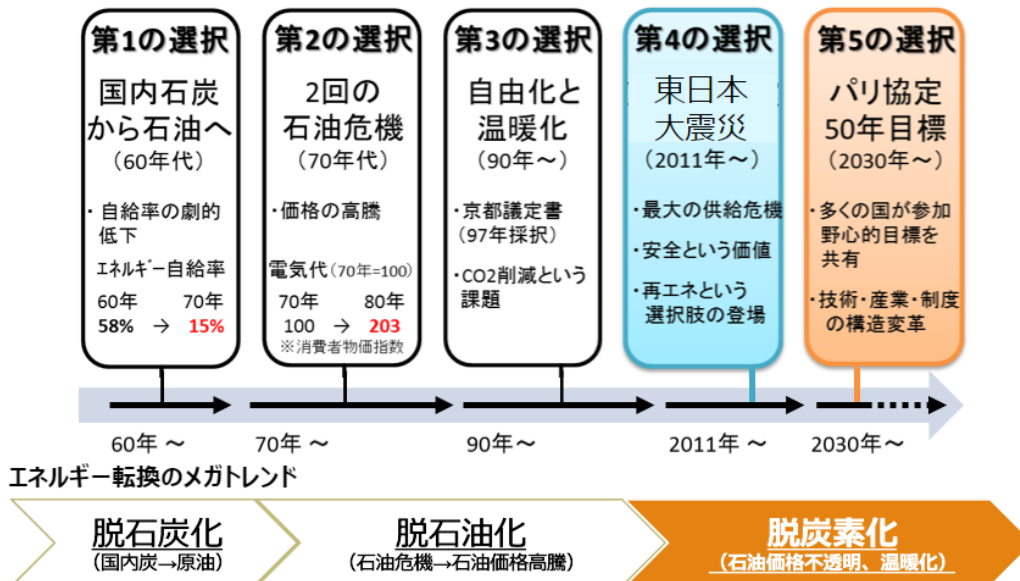 第1の選択
国内石炭
から石油へ
（60年代）
・自給率の劇的
低下
エネルギー自給率
60年 70年
58% → 15%
第2の選択
2回の
石油危機
（70年代）
・価格の高騰
電気代（70年=100）
70年 80年
100 → 203
※消費者物価指数
第3の選択
自由化と
温暖化
（90年～）
・京都議定書
（97年採択）
・CO2削減という
課題
第4の選択
東日本
大震災
（2011年～）
・最大の供給危機
・安全という価値
・再エネという
選択肢の登場
第5の選択
パリ協定
50年目標
（2030年～）
・多くの国が参加
野心的目標を
共有
・技術・産業・制度
の構造変革
60年～ 70年～ 90年～ 2011年～ 2030年～
エネルギー転換のメガトレンド
脱石炭化
（国内炭→原油）
脱石油化
（石油危機→石油価格高騰）
脱炭素化
（石油価格不透明、温暖化）